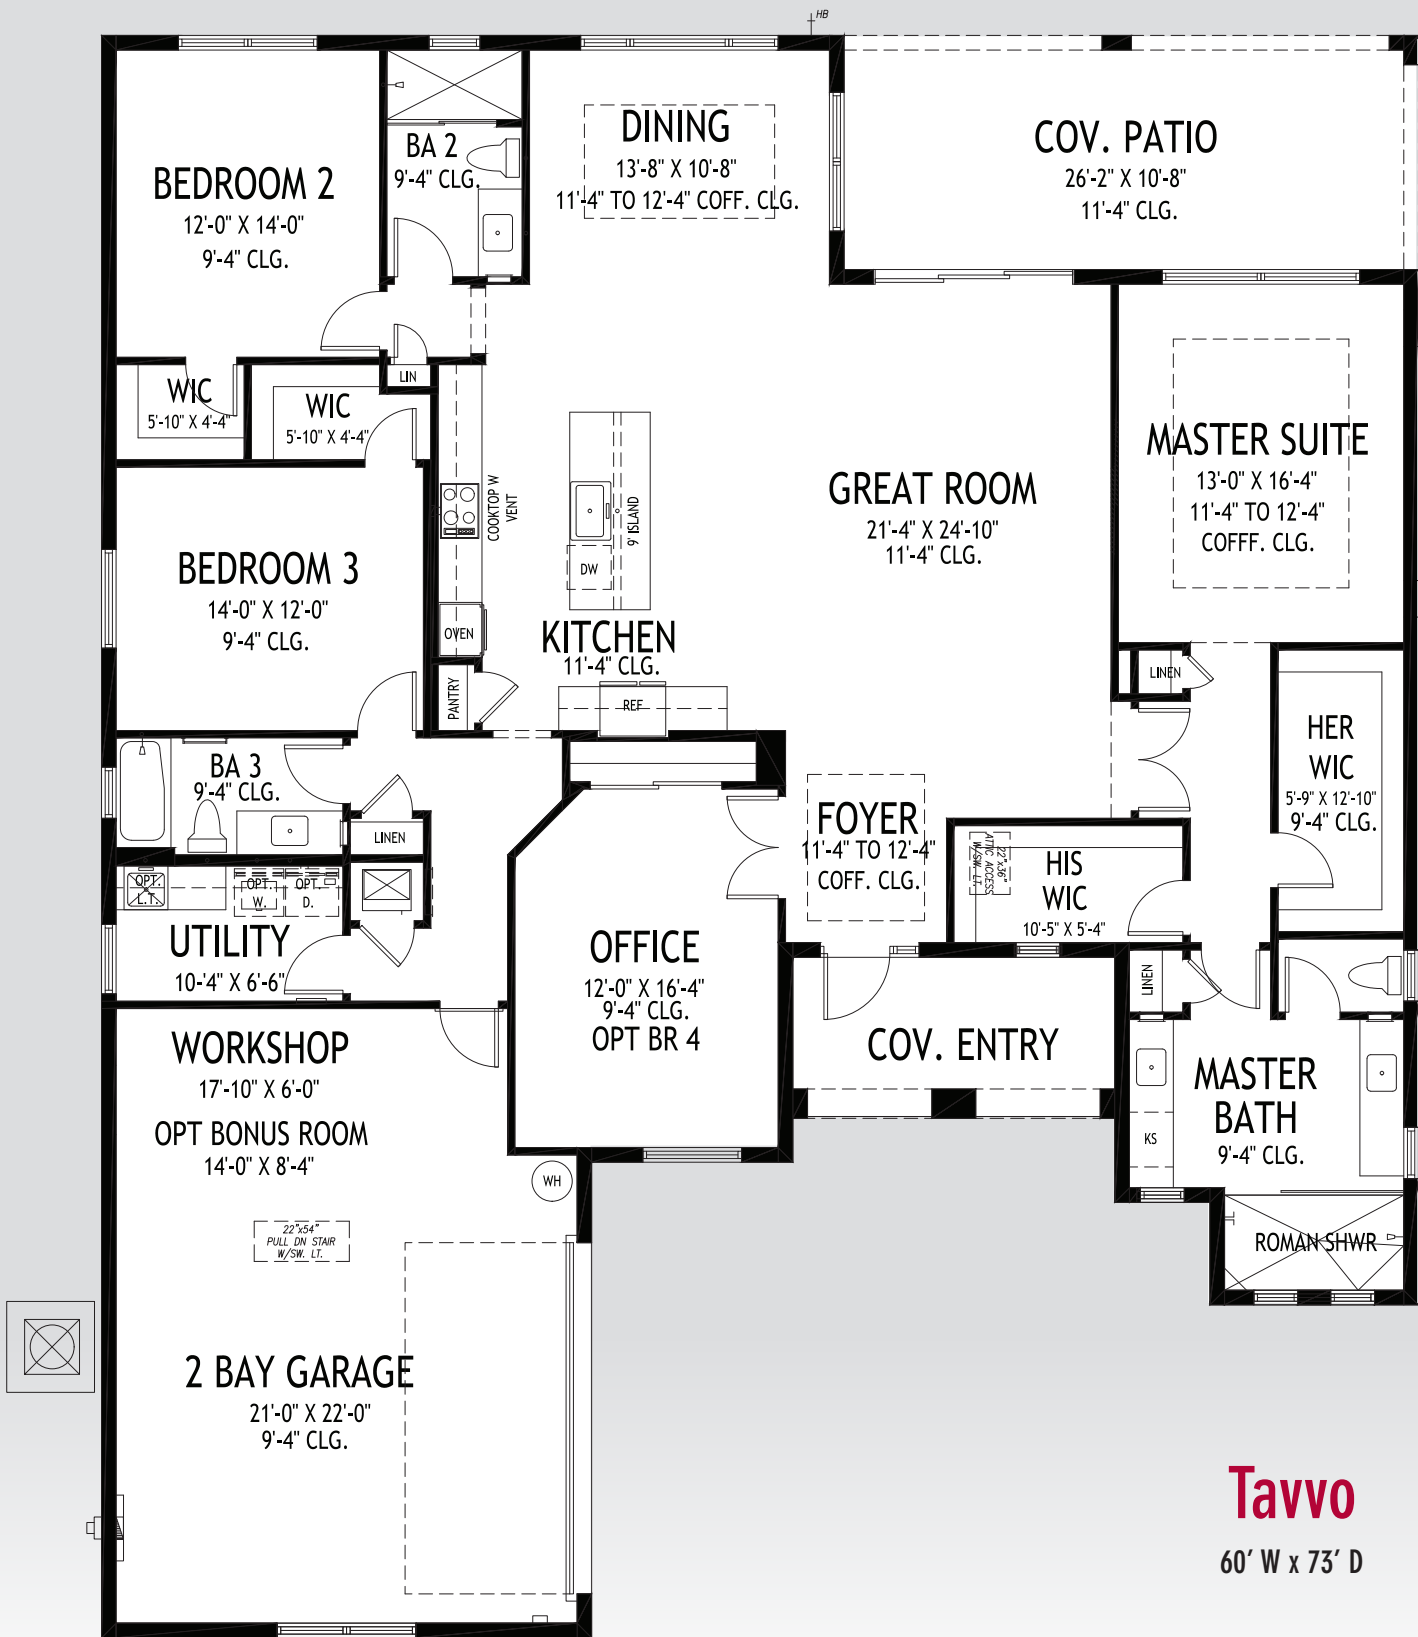 HB
BEDROOM 2
12'-0" X 14'-0"
9'-4" CLG.
BA 2
9'-4" CLG.
DINING
13'-8" X 10'-8"
11'-4" TO 12'-4" COFF. CLG.
COV. PATIO
26'-2" X 10'-8"
11'-4" CLG.
WIC
5'-10" X 4'-4"
WIC
5'-10" X 4'-4"
LIN
COOKTOP W
VENT
9' ISLAND
DW
OVEN
KITCHEN
11'-4" CLG.
PANTRY
REF
GREAT ROOM
21'-4" X 24'-10"
11'-4" CLG.
MASTER SUITE
13'-0" X 16'-4"
11'-4" TO 12'-4"
COFFF. CLG.
BEDROOM 3
14'-0" X 12'-0"
9'-4" CLG.
LINEN
HER
WIC
5'-9" X 12'-10"
9'-4" CLG.
BA 3
9'-4" CLG.
LINEN
FOYER
11'-4" TO 12'-4"
COFF. CLG.
22"x36"
ATTIC ACCESS
W/SW. LT.
HIS
WIC
10'-5" X 5'-4"
OPT.
L.T.
OPT.
W.
OPT.
D.
UTILITY
10-'4" X 6'-6"
OFFICE
12'-0" X 16'-4"
9'-4" CLG.
OPT BR 4
LINEN
COV. ENTRY
WORKSHOP
17'-10" X 6'-0"
OPT BONUS ROOM
14'-0" X 8'-4"
MASTER
BATH
9'-4" CLG.
KS
WH
22"x54"
PULL DN STAIR
W/SW. LT.
ROMAN SHWR
2 BAY GARAGE
21'-0" X 22'-0"
9'-4" CLG.
Tavvo
60' W x 73' D